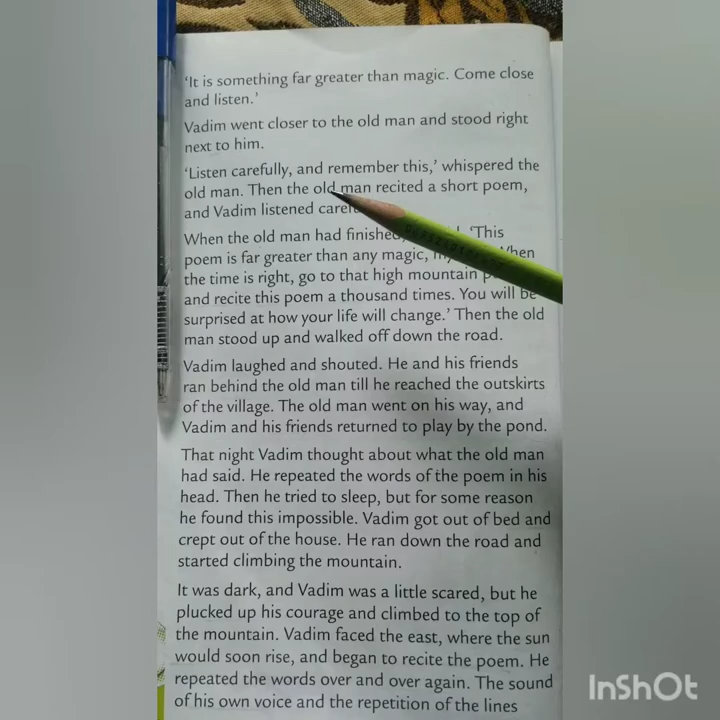 'It is something far greater than magic. Come close
and listen.'
Vadim went closer to the old man and stood right
next to him.
'Listen carefully, and remember this,' whispered the
old man. Then the old man recited a short poem,
and Vadim listened
When the old man had finished, 'This
poem is far greater than any magic,
the time is right, go to that high mountain
and recite this poem a thousand times. You will be
surprised at how your life will change.' Then the old
man stood up and walked off down the road.
Vadim laughed and shouted. He and his friends
ran behind the old man till he reached the outskirts
of the village. The old man went on his way, and
Vadim and his friends returned to play by the pond.
That night Vadim thought about what the old man
had said. He repeated the words of the poem in his
head. Then he tried to sleep, but for some reason
he found this impossible. Vadim got out of bed and
crept out of the house. He ran down the road and
started climbing the mountain.
It was dark, and Vadim was a little scared, but he
plucked up his courage and climbed to the top of
the mountain. Vadim faced the east, where the sun
would soon rise, and began to recite the poem. He
repeated the words over and over again. The sound
of his own voice and the repetition of the lines
InShOt